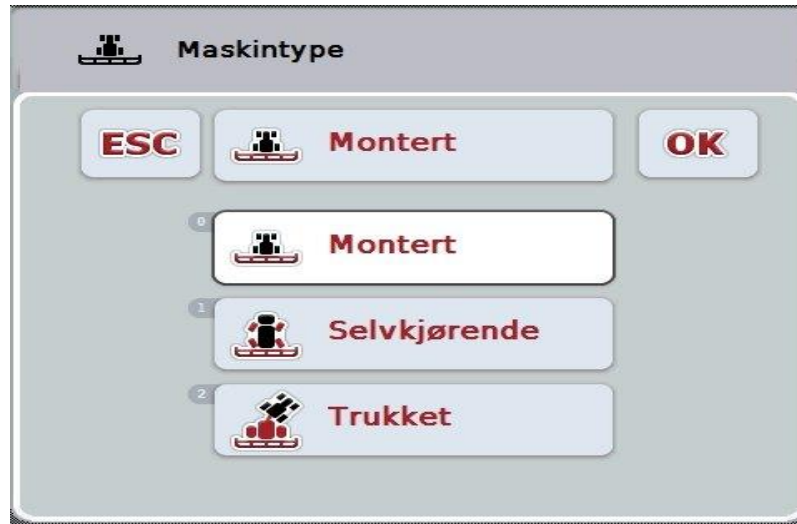 Maskintype
ESC Montert OK
0
Montert
1
Selvkjørende
2
Trukket